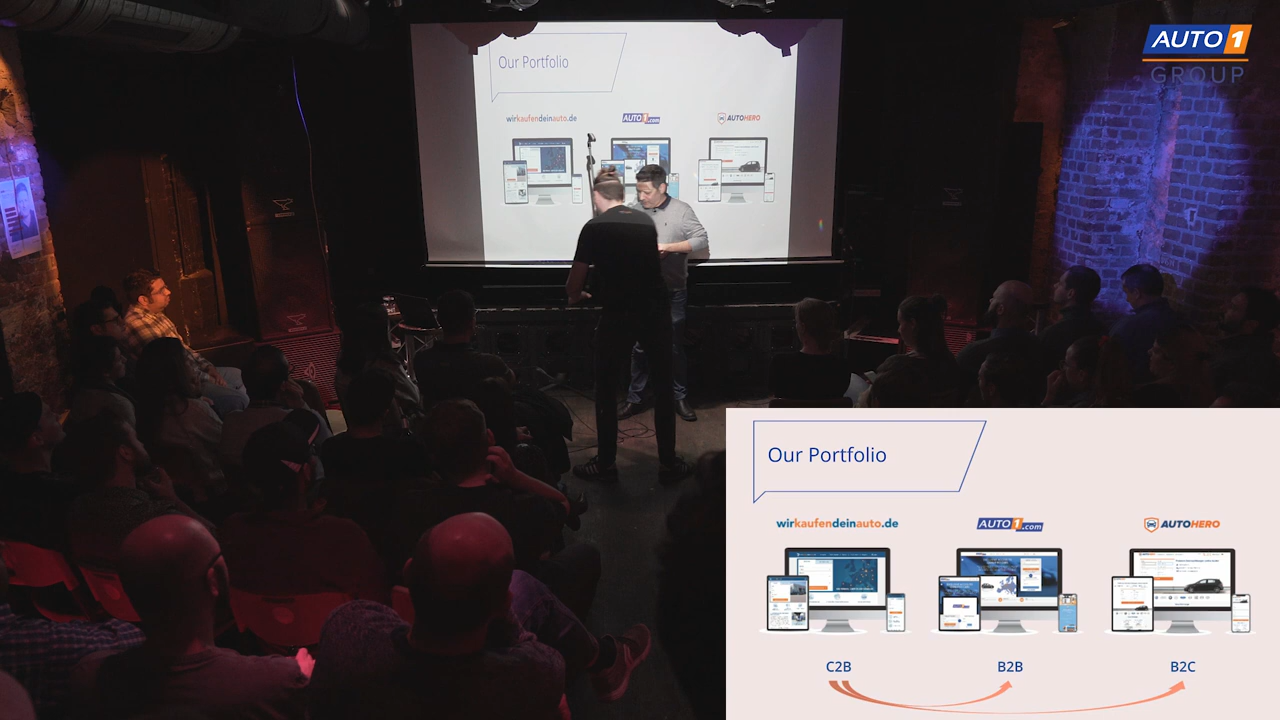 AUTO1
GROUP
Our Portfolio
wirkaufendeinauto.de
AUTO1.com
AUTOHERO
Our Portfolio
wirkaufendeinauto.de
AUTO1.com
AUTOHERO
C2B
B2B
B2C